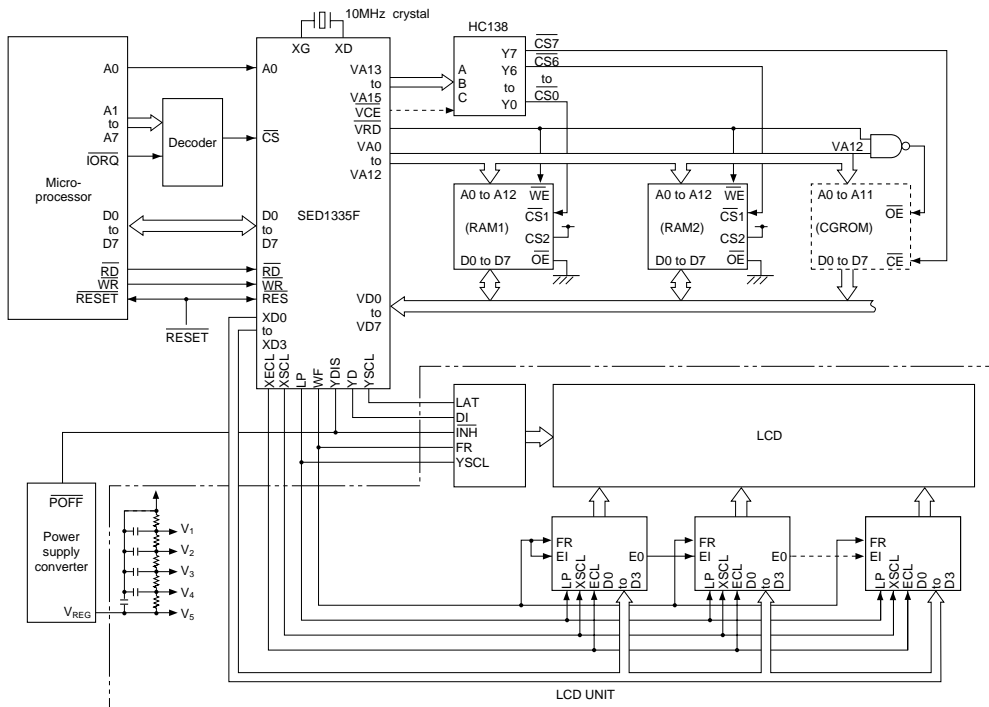 10MHz crystal
XG
XD
HC138
A0
A0
VA13
to
VA15
VCE
A
B
C
Y7
Y6
to
Y0
CS7
CS6
to
CS0
A1
to
A7
Decoder
CS
VRD
VA0
to
VA12
VA12
IORQ
Micro-
processor
SED1335F
A0 to A12
WE
CS1
(RAM1)
CS2
D0 to D7
OE
A0 to A12
WE
CS1
(RAM2)
CS2
D0 to D7
OE
A0 to A11
OE
(CGROM)
D0 to D7
CE
D0
to
D7
D0
to
D7
RD
WR
RESET
RD
WR
RES
VD0
to
VD7
RESET
XD0
to
XD3
XECL
XSCL
LP
WF
YDIS
YD
YSCL
LAT
DI
INH
FR
YSCL
LCD
POFF
Power
supply
converter
VREG
V1
V2
V3
V4
V5
FR
EI
E0
LP
XSCL
ECL
D0
to
D3
FR
EI
E0
LP
XSCL
ECL
D0
to
D3
FR
EI
LP
XSCL
ECL
D0
to
D3
LCD UNIT